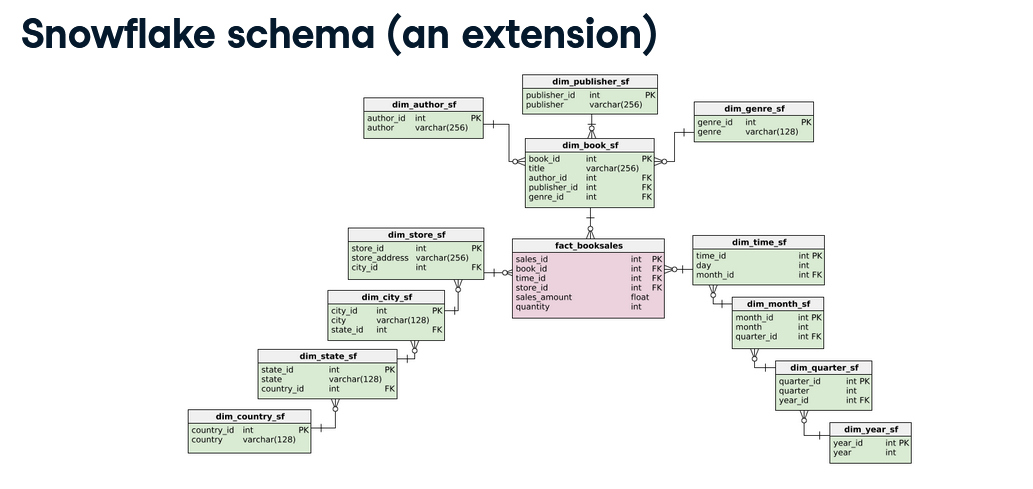 Snowflake schema (an extension)
dim_publisher_sf
publisher_id int PK
publisher varchar(256)
dim_author_sf
author_id int PK
author varchar(256)
dim_genre_sf
genre_id int PK
genre varchar(128)
dim_book_sf
book_id int PK
title varchar(256)
author_id int FK
publisher_id int FK
genre_id int FK
dim_store_sf
store_id int PK
store_address varchar(256)
city_id int FK
fact_booksales
sales_id int PK
book_id int FK
time_id int FK
store_id int FK
sales_amount float
quantity int
dim_time_sf
time_id int PK
day int
month_id int FK
dim_city_sf
city_id int PK
city varchar(128)
state_id int FK
dim_month_sf
month_id int PK
month int
quarter_id int FK
dim_state_sf
state_id int PK
state varchar(128)
country_id int FK
dim_quarter_sf
quarter_id int PK
quarter int
year_id int FK
dim_country_sf
country_id int PK
country varchar(128)
dim_year_sf
year_id int PK
year int